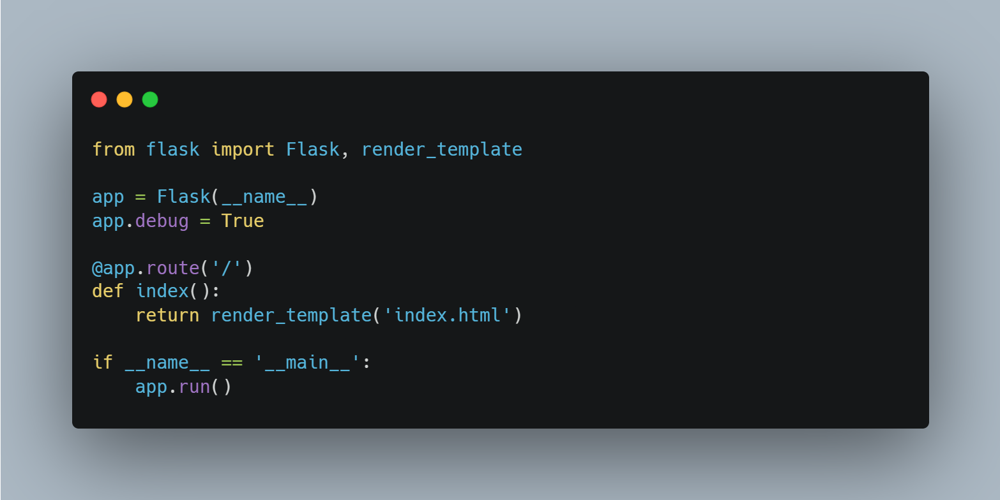 from flask import Flask, render_template

app = Flask(__name__)
app.debug = True

@app.route('/')
def index():
    return render_template('index.html')

if __name__ == '__main__':
    app.run()